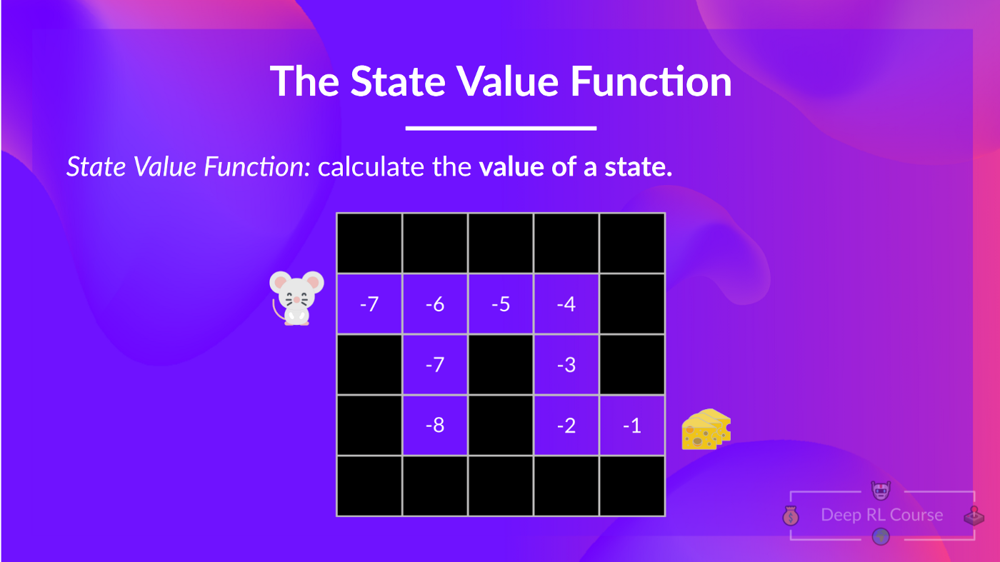 The State Value Function
State Value Function: calculate the value of a state.
-7 -6 -5 -4
-7 -3
-8 -2 -1
Deep RL Course